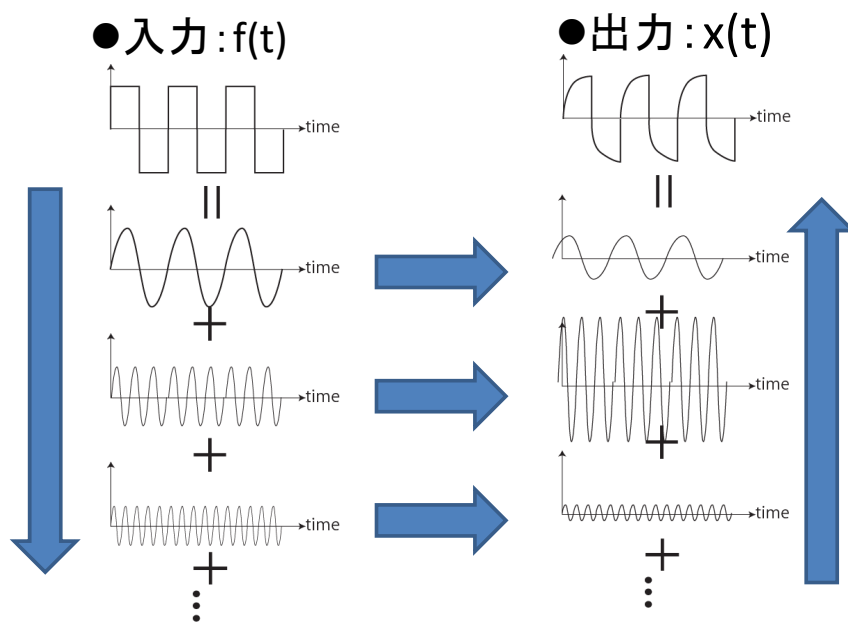 ●入力:f(t)
●出力:x(t)
time
time
=
=
time
time
+
+
time
time
+
+
time
time
+
+
⋮
⋮